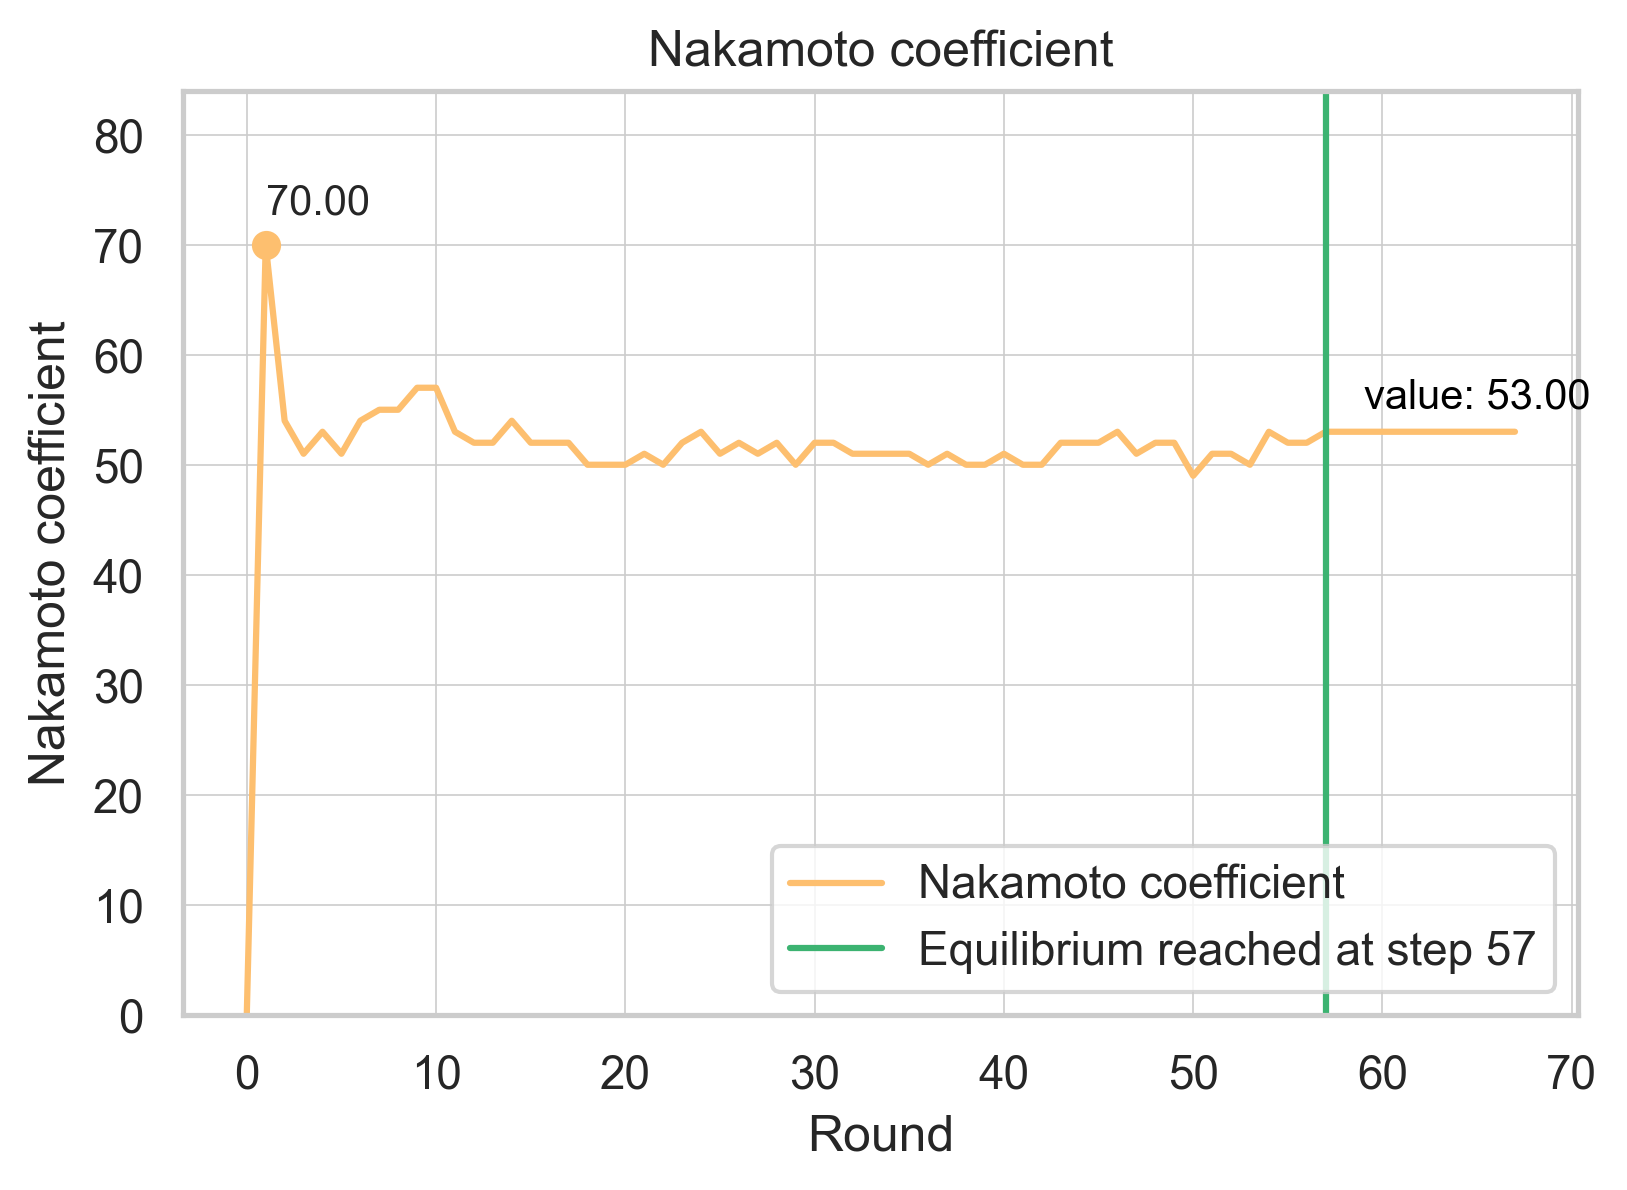 Nakamoto coefficient
80
70
60
50
40
30
20
10
0
Nakamoto coefficient
70.00
value: 53.00
Nakamoto coefficient
Equilibrium reached at step 57
0 10 20 30 40 50 60 70
Round